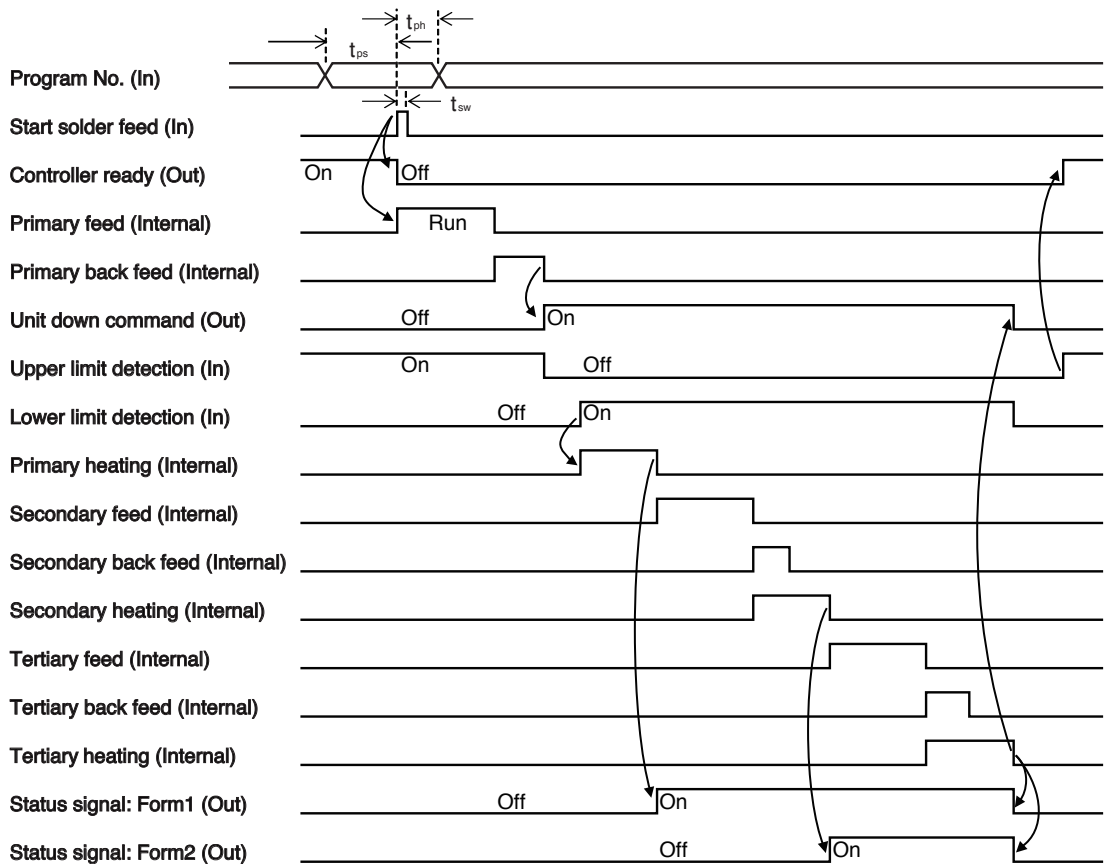 t_ph
t_ps
Program No. (In)
t_sw
Start solder feed (In)
Controller ready (Out) On Off
Primary feed (Internal) Run
Primary back feed (Internal)
Unit down command (Out) Off On
Upper limit detection (In) On Off
Lower limit detection (In) Off On
Primary heating (Internal)
Secondary feed (Internal)
Secondary back feed (Internal)
Secondary heating (Internal)
Tertiary feed (Internal)
Tertiary back feed (Internal)
Tertiary heating (Internal)
Status signal: Form1 (Out) Off On
Status signal: Form2 (Out) Off On